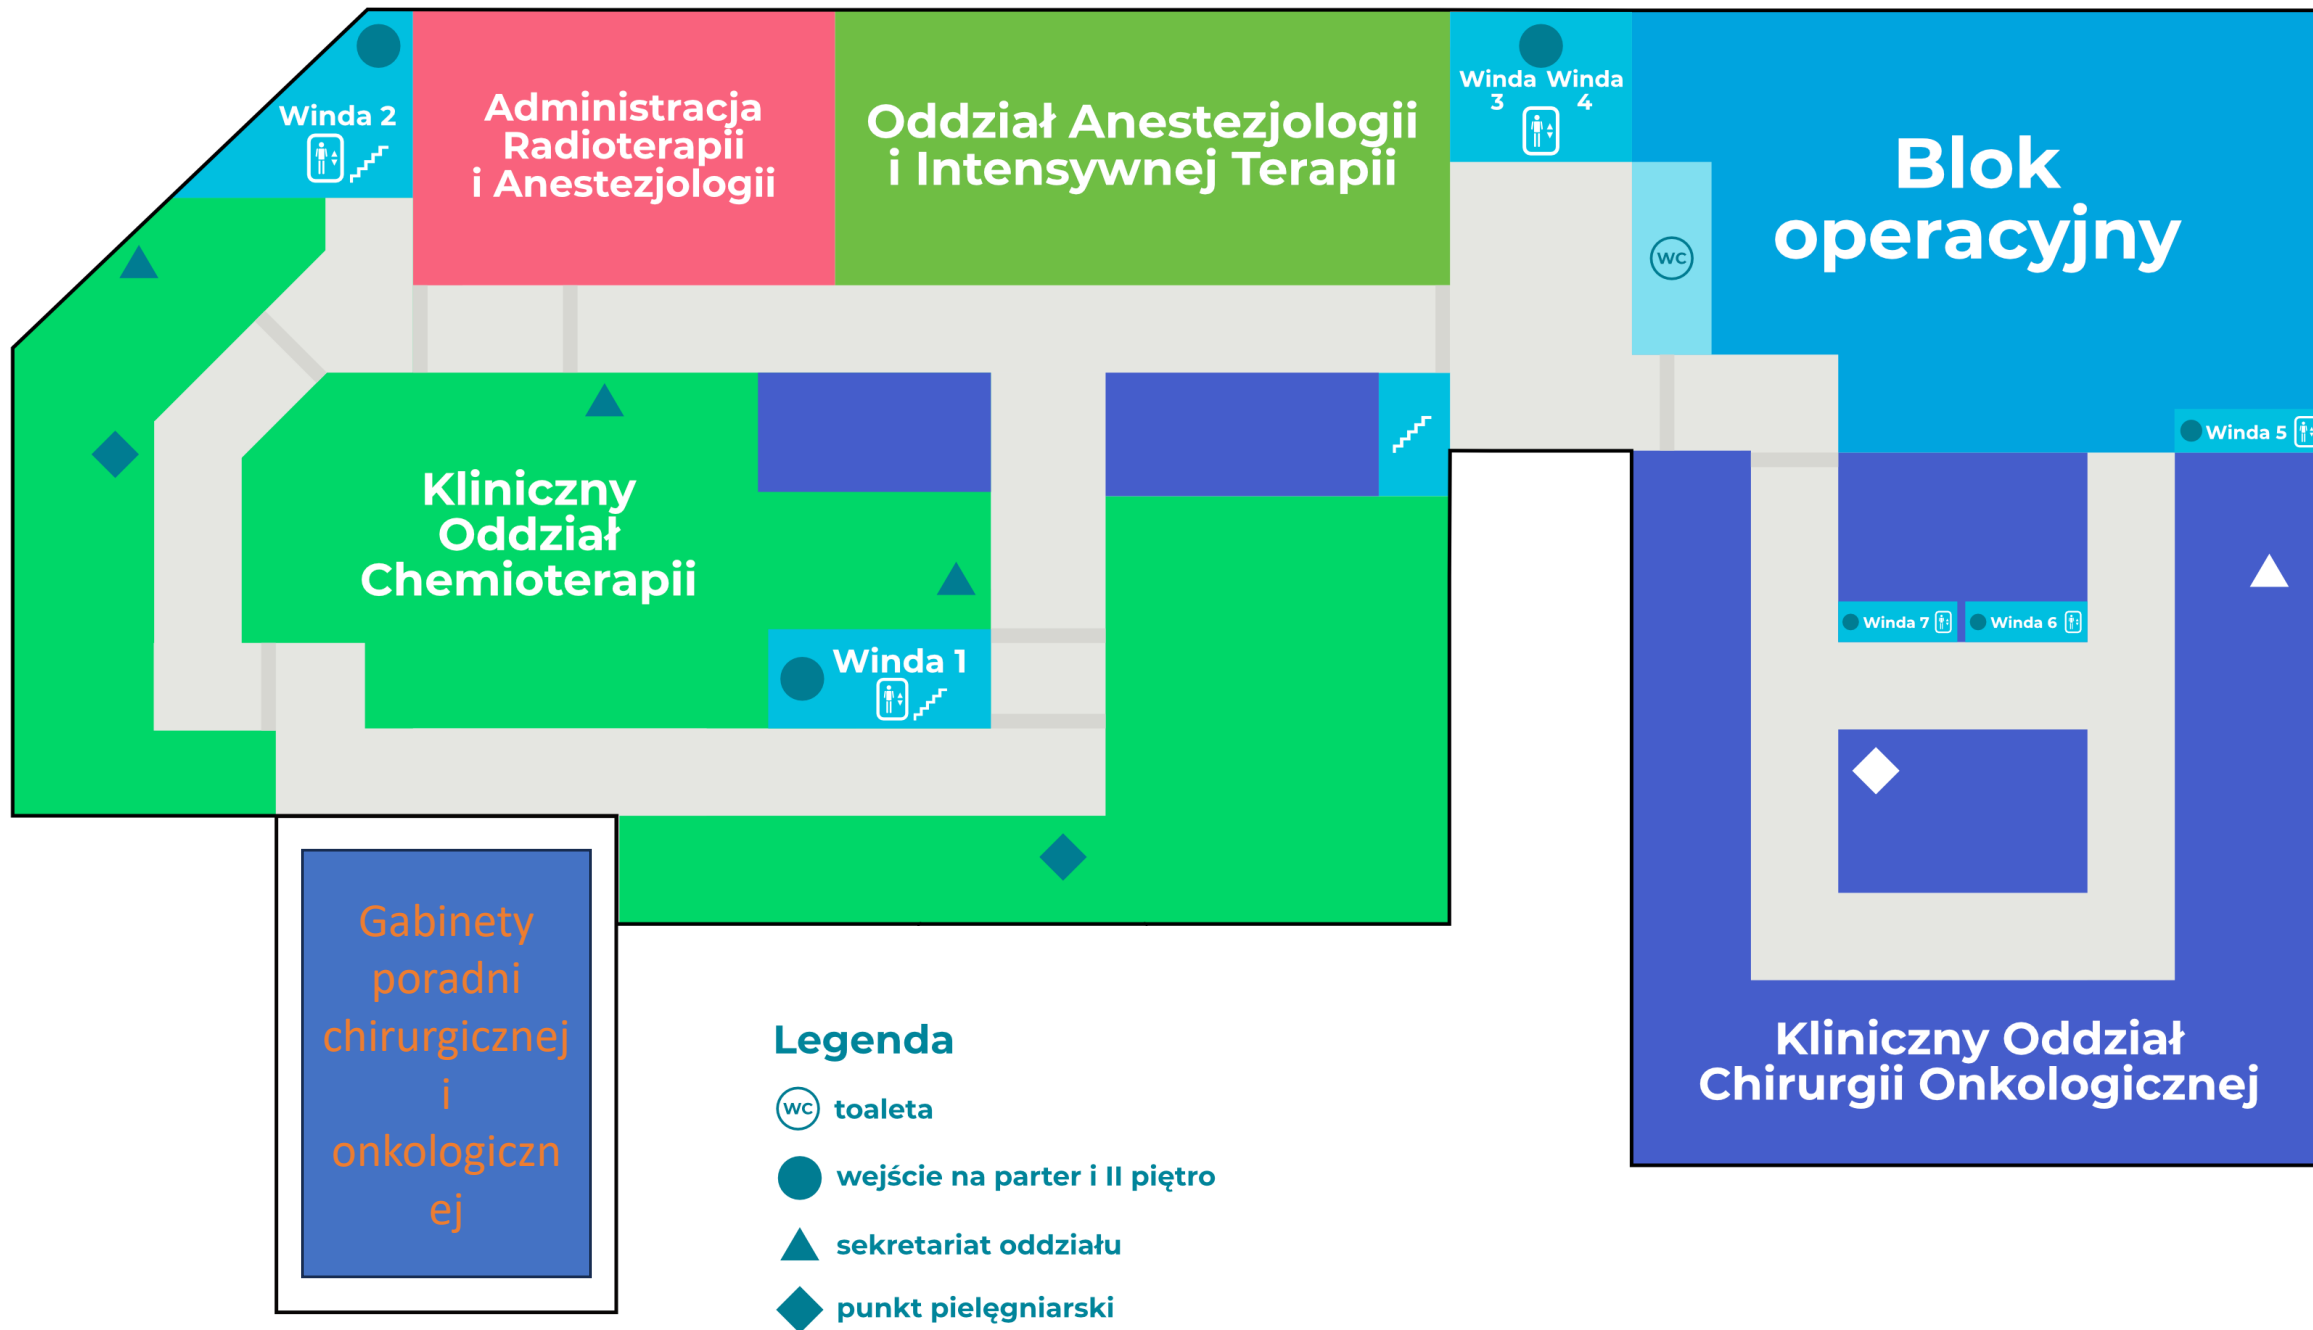 Winda 2
Administracja
Radioterapii
i Anestezjologii
Oddział Anestezjologii
i Intensywnej Terapii
Winda Winda
3 4
Blok
operacyjny
WC
Winda 5
Kliniczny
Oddział
Chemioterapii
Winda 7
Winda 6
Winda 1
Gabinety
poradni
chirurgicznej
i
onkologiczn
ej
Kliniczny Oddział
Chirurgii Onkologicznej
Legenda
WC toaleta
wejście na parter i II piętro
sekretariat oddziału
punkt pielęgniarski